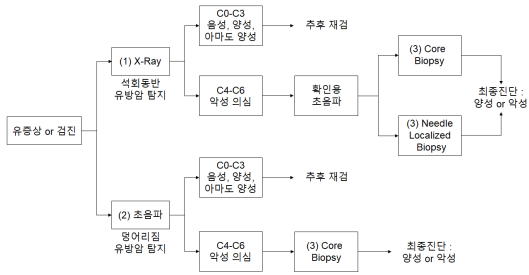 유증상 or 검진
(1) X-Ray
석회동반
유방암 탐지
C0-C3
음성, 양성,
아마도 양성
추후 재검
C4-C6
악성 의심
확인용
초음파
(3) Core
Biopsy
(3) Needle
Localized
Biopsy
최종진단 :
양성 or 악성
(2) 초음파
덩어리짐
유방암 탐지
C0-C3
음성, 양성,
아마도 양성
추후 재검
C4-C6
악성 의심
(3) Core
Biopsy
최종진단 :
양성 or 악성